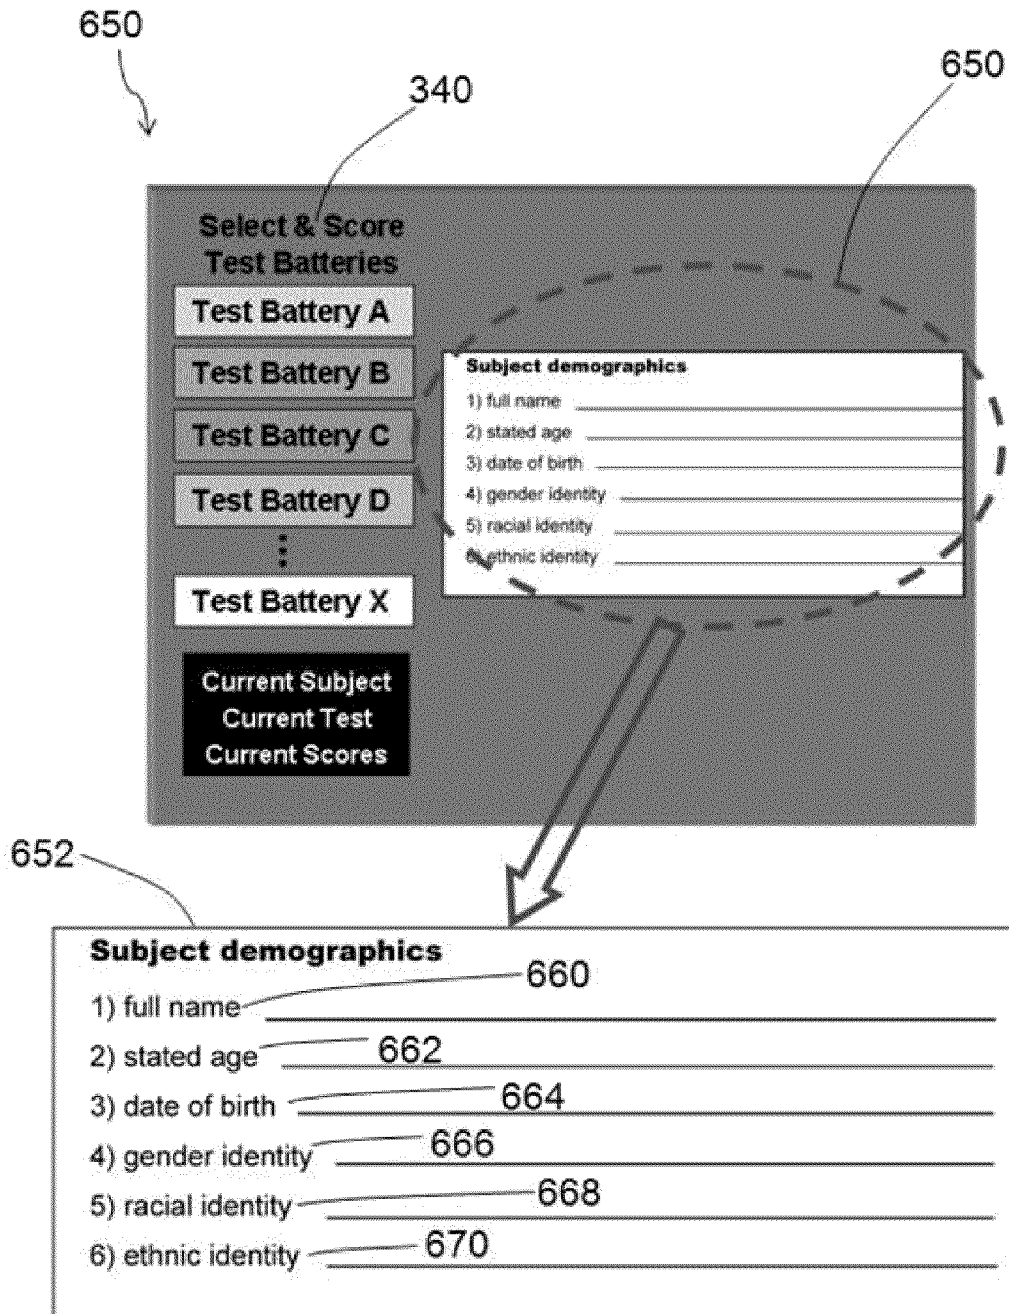 650
650
340
Select & Score
Test Batteries
Test Battery A
Test Battery B
Test Battery C
Test Battery D
Test Battery X
Current Subject
Current Test
Current Scores
Subject demographics
1) full name
2) stated age
3) date of birth
4) gender identity
5) racial identity
6) ethnic identity
652
Subject demographics
1) full name 660
2) stated age 662
3) date of birth 664
4) gender identity 666
5) racial identity 668
6) ethnic identity 670